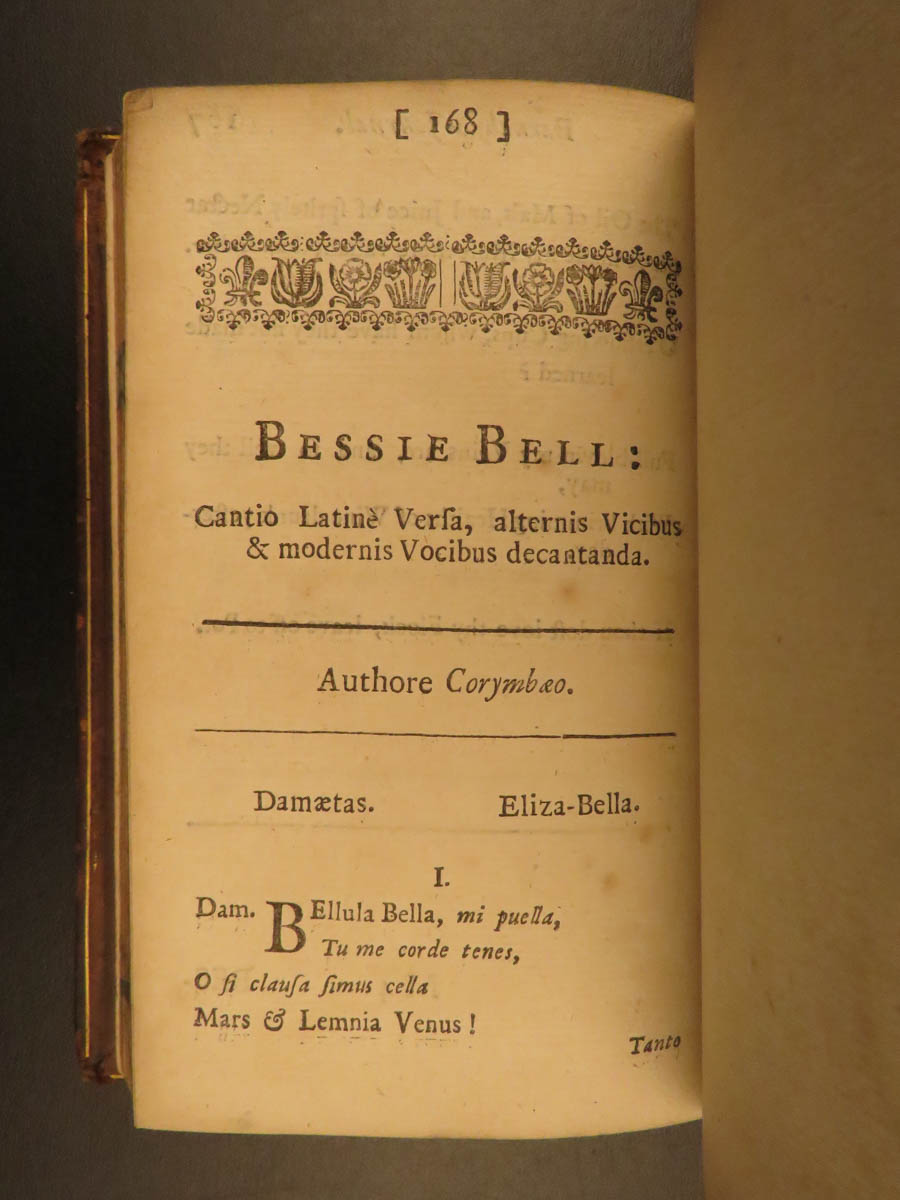 [ 168 ]
BESSIE BELL:
Cantio Latinè Verſa, alternis Vicibus
& modernis Vocibus decantanda.
Authore Corymbæo.
Damætas. Eliza-Bella.
I.
Dam. BEllula Bella, mi puella,
Tu me corde tenes,
O ſi clauſa ſimus cella
Mars & Lemnia Venus!
Tanto